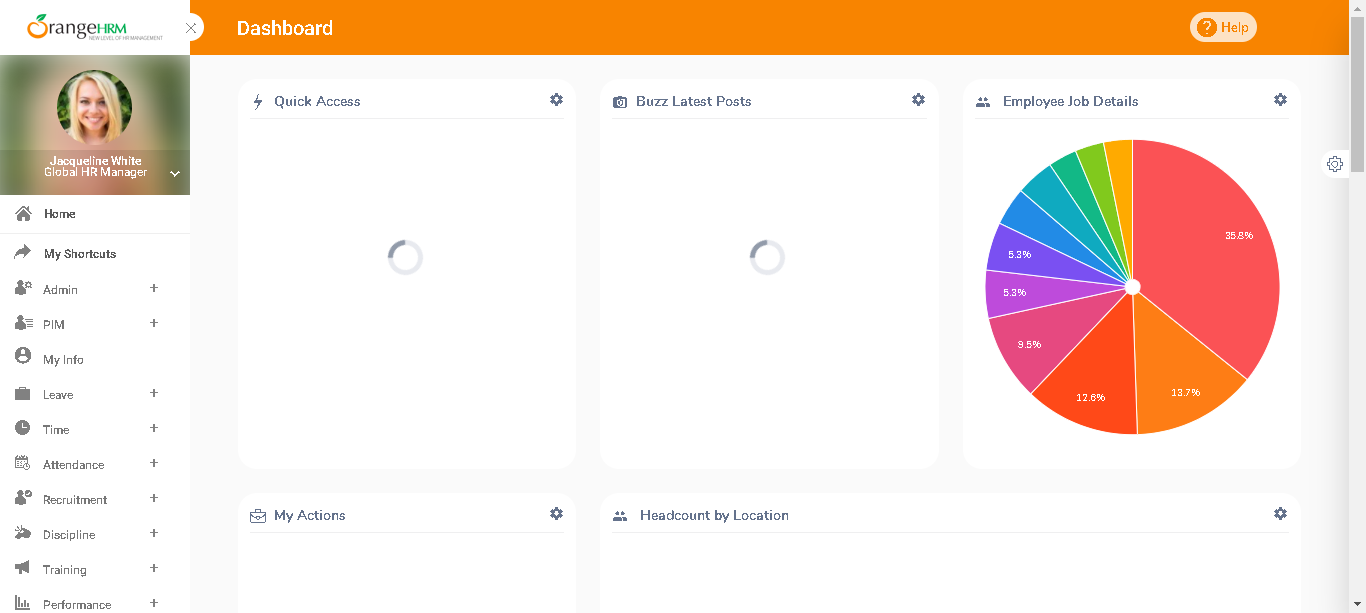 OrangeHRM
NEW LEVEL OF HR MANAGEMENT
Dashboard
? Help
Jacqueline White
Global HR Manager
Home
My Shortcuts
Admin +
PIM +
My Info
Leave +
Time +
Attendance +
Recruitment +
Discipline +
Training +
Performance +
Quick Access
Buzz Latest Posts
Employee Job Details
35.8%
5.3%
5.3%
9.5%
12.6%
13.7%
My Actions
Headcount by Location